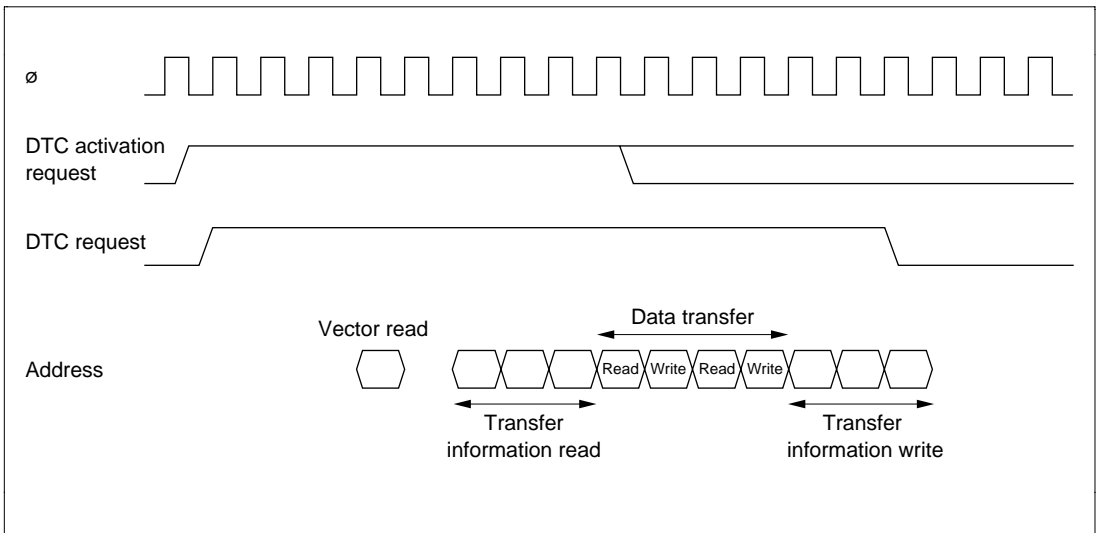 ø
DTC activation
request
DTC request
Data transfer
Vector read
Address
Read Write Read Write
Transfer
information read
Transfer
information write